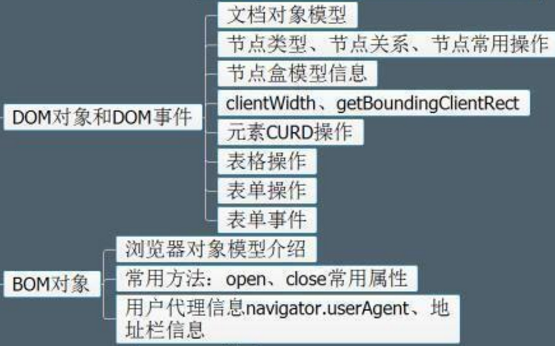 文档对象模型
节点类型、节点关系、节点常用操作
节点盒模型信息
clientWidth、getBoundingClientRect
DOM对象和DOM事件
元素CURD操作
表格操作
表单操作
表单事件
浏览器对象模型介绍
BOM对象
常用方法：open、close常用属性
用户代理信息navigator.userAgent、地
址栏信息